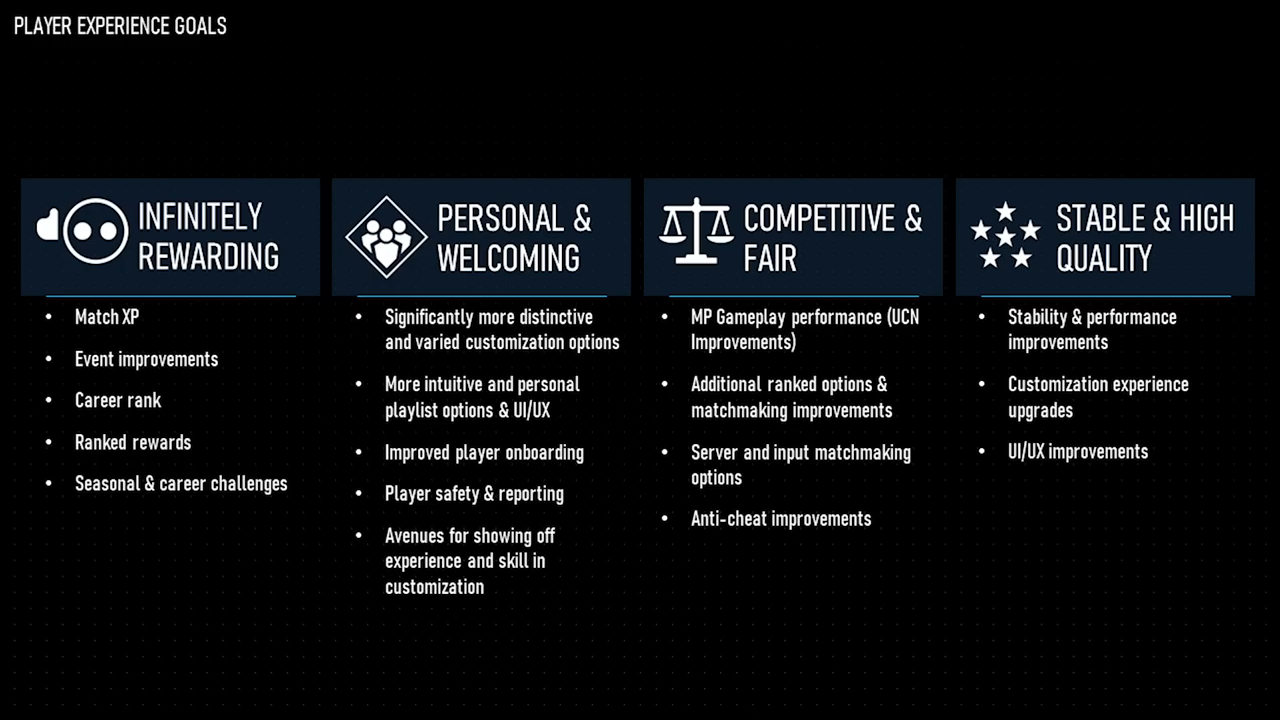 PLAYER EXPERIENCE GOALS
INFINITELY
REWARDING
• Match XP
• Event improvements
• Career rank
• Ranked rewards
• Seasonal & career challenges
PERSONAL &
WELCOMING
• Significantly more distinctive
and varied customization options
• More intuitive and personal
playlist options & UI/UX
• Improved player onboarding
• Player safety & reporting
• Avenues for showing off
experience and skill in
customization
COMPETITIVE &
FAIR
• MP Gameplay performance (UCN
Improvements)
• Additional ranked options &
matchmaking improvements
• Server and input matchmaking
options
• Anti-cheat improvements
STABLE & HIGH
QUALITY
• Stability & performance
improvements
• Customization experience
upgrades
• UI/UX improvements